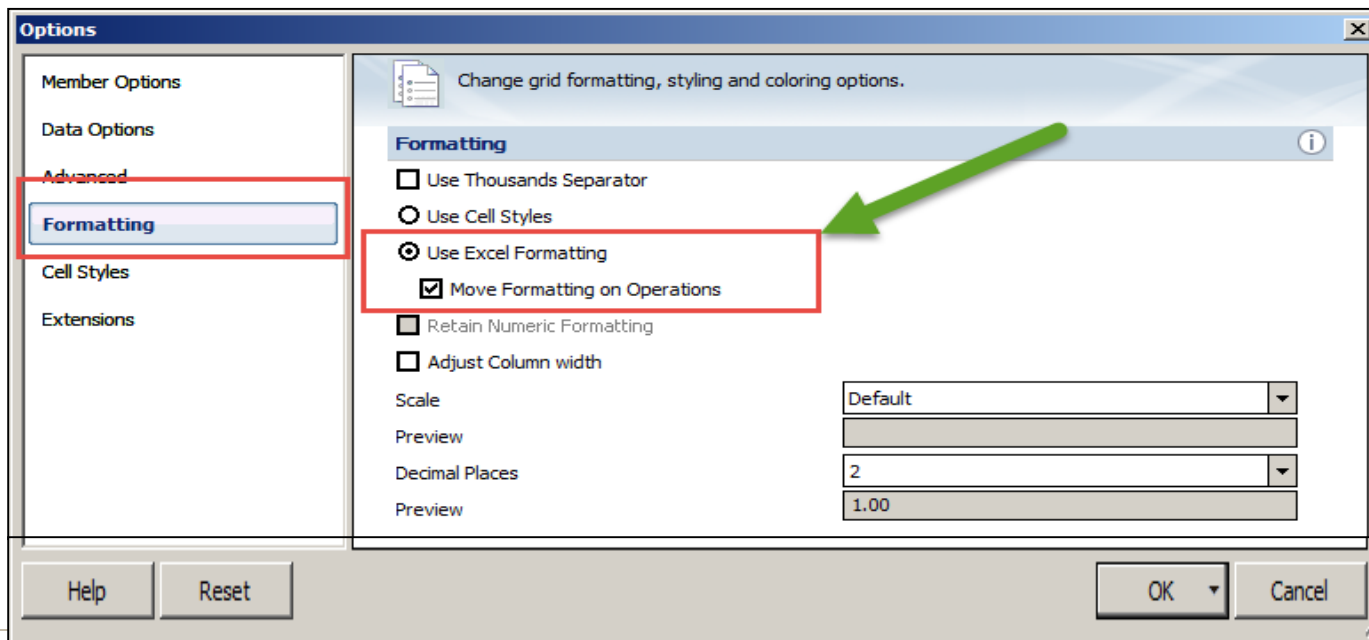 Options
Member Options
Data Options
Advanced
Formatting
Cell Styles
Extensions
Change grid formatting, styling and coloring options.
Formatting
Use Thousands Separator
Use Cell Styles
Use Excel Formatting
Move Formatting on Operations
Retain Numeric Formatting
Adjust Column width
Scale Default
Preview
Decimal Places 2
Preview 1.00
Help Reset OK Cancel